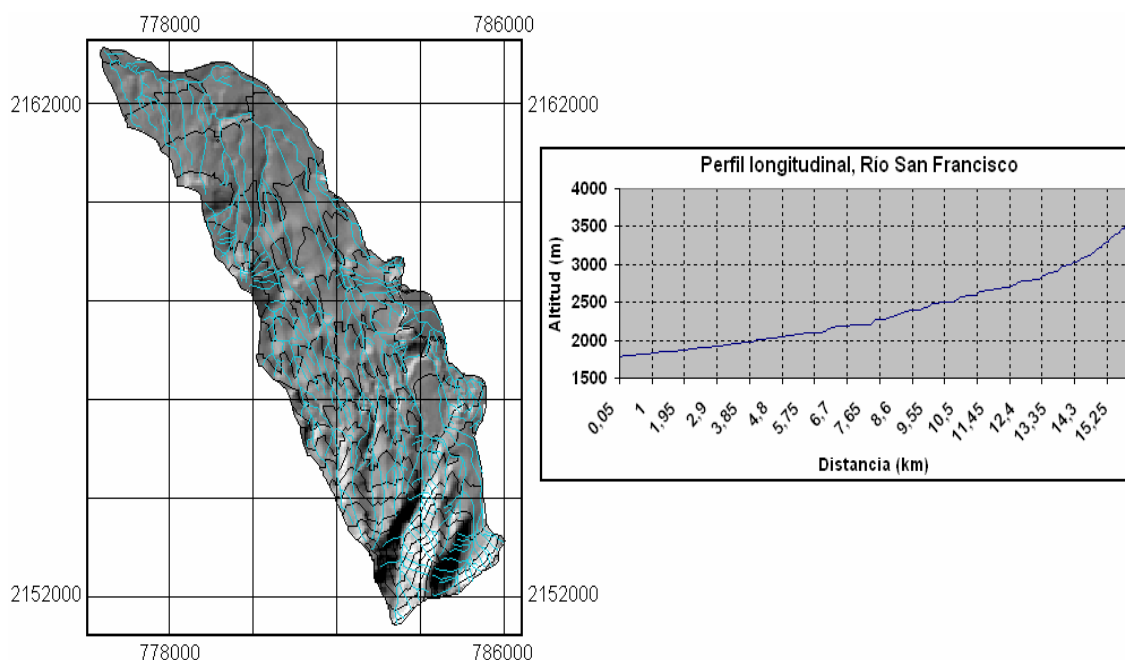 778000 786000
2162000 2162000
2152000 2152000
778000 786000
Perfil longitudinal, Río San Francisco
Altitud (m)
4000
3500
3000
2500
2000
1500
0,05 1 1,95 2,9 3,85 4,8 5,75 6,7 7,65 8,6 9,55 10,5 11,45 12,4 13,35 14,3 15,25
Distancia (km)